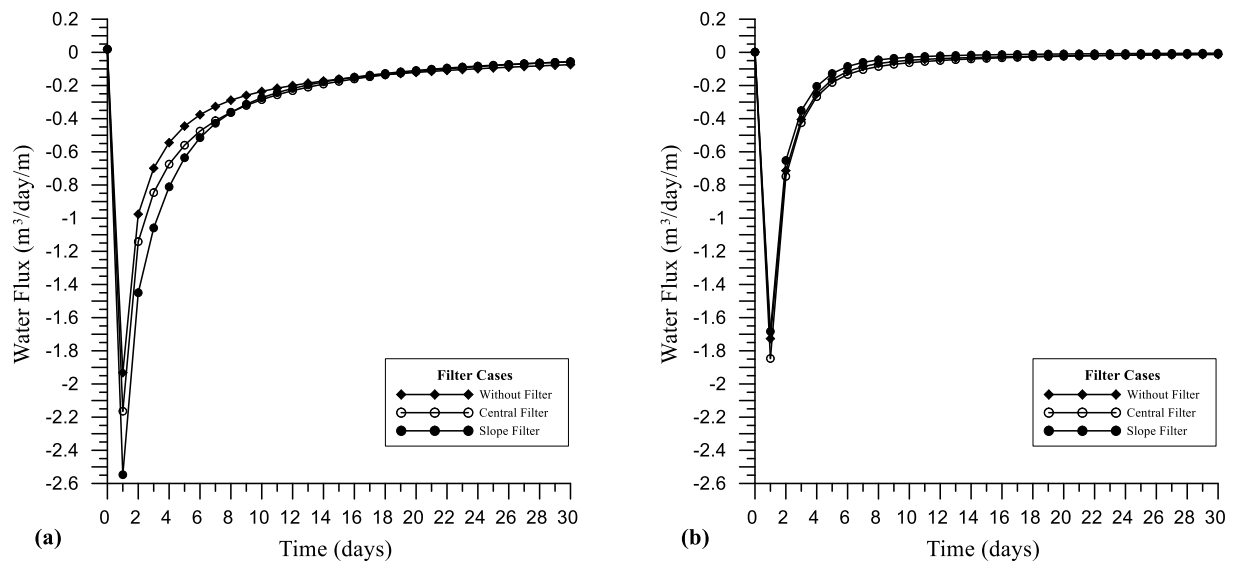 0.2
0
-0.2
-0.4
-0.6
-0.8
-1
-1.2
-1.4
-1.6
-1.8
-2
-2.2
-2.4
-2.6
Water Flux (m³/day/m)
Filter Cases
Without Filter
Central Filter
Slope Filter
0 2 4 6 8 10 12 14 16 18 20 22 24 26 28 30
Time (days)
(a)
0.2
0
-0.2
-0.4
-0.6
-0.8
-1
-1.2
-1.4
-1.6
-1.8
-2
-2.2
-2.4
-2.6
Water Flux (m³/day/m)
Filter Cases
Without Filter
Central Filter
Slope Filter
0 2 4 6 8 10 12 14 16 18 20 22 24 26 28 30
Time (days)
(b)